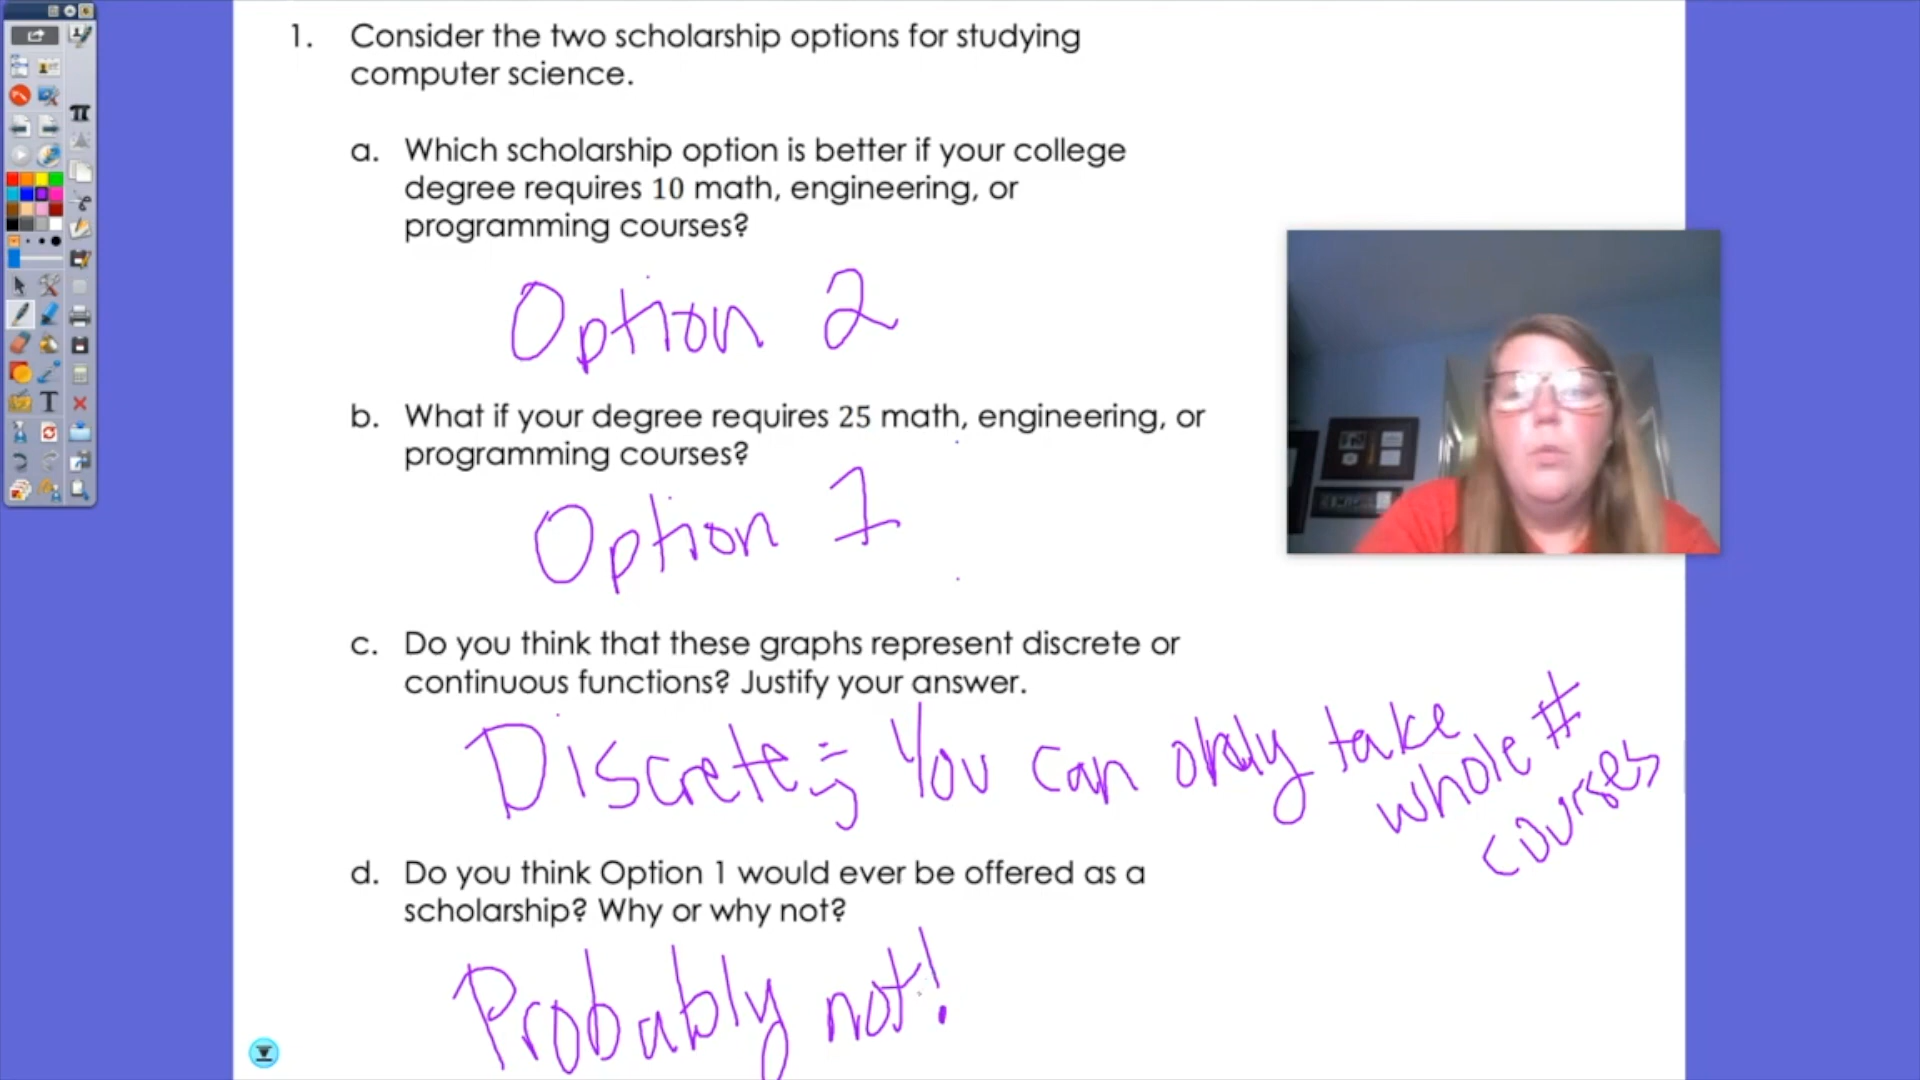 1. Consider the two scholarship options for studying
computer science.
a. Which scholarship option is better if your college
degree requires 10 math, engineering, or
programming courses?
Option 2
b. What if your degree requires 25 math, engineering, or
programming courses?
Option 1
c. Do you think that these graphs represent discrete or
continuous functions? Justify your answer.
Discrete; You can only take
whole #
courses
d. Do you think Option 1 would ever be offered as a
scholarship? Why or why not?
Probably not!